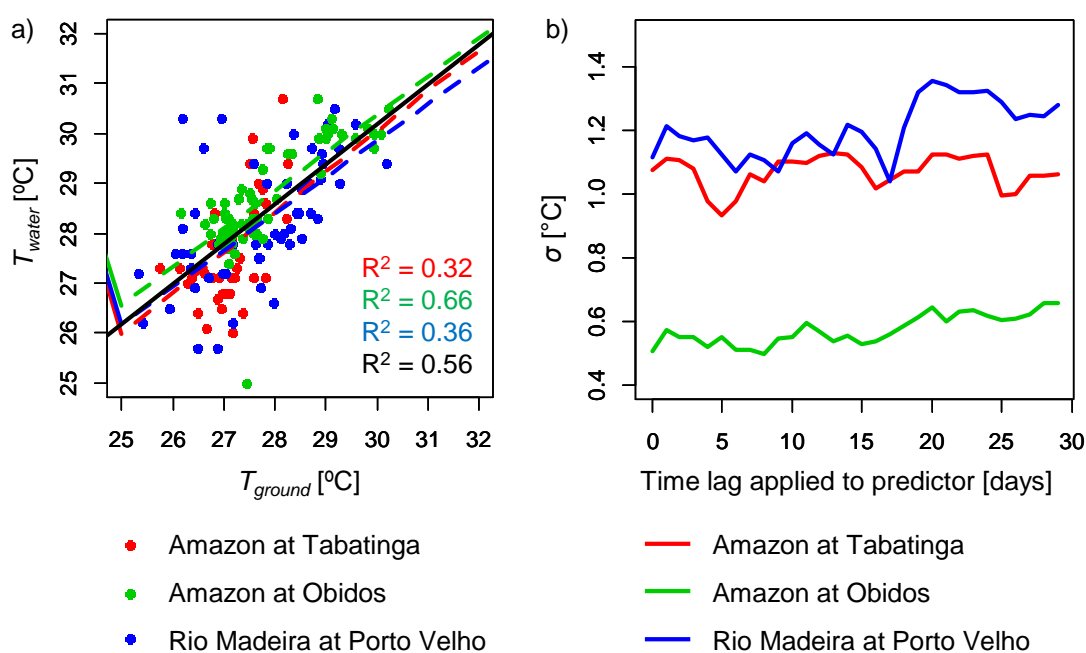 a)
32
31
30
29
28
27
26
25
T_water [ºC]
R² = 0.32
R² = 0.66
R² = 0.36
R² = 0.56
25 26 27 28 29 30 31 32
T_ground [ºC]
Amazon at Tabatinga
Amazon at Obidos
Rio Madeira at Porto Velho
b)
1.4
1.2
1.0
0.8
0.6
0.4
σ [°C]
0 5 10 15 20 25 30
Time lag applied to predictor [days]
Amazon at Tabatinga
Amazon at Obidos
Rio Madeira at Porto Velho